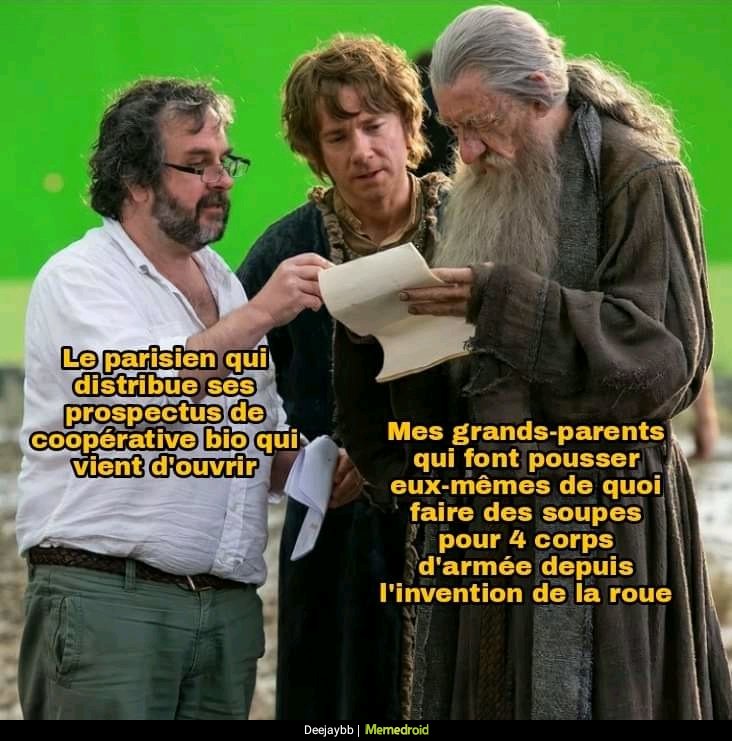 Le parisien qui
distribue ses
prospectus de
coopérative bio qui
vient d'ouvrir
Mes grands-parents
qui font pousser
eux-mêmes de quoi
faire des soupes
pour 4 corps
d'armée depuis
l'invention de la roue
Deejaybb | Memedroid